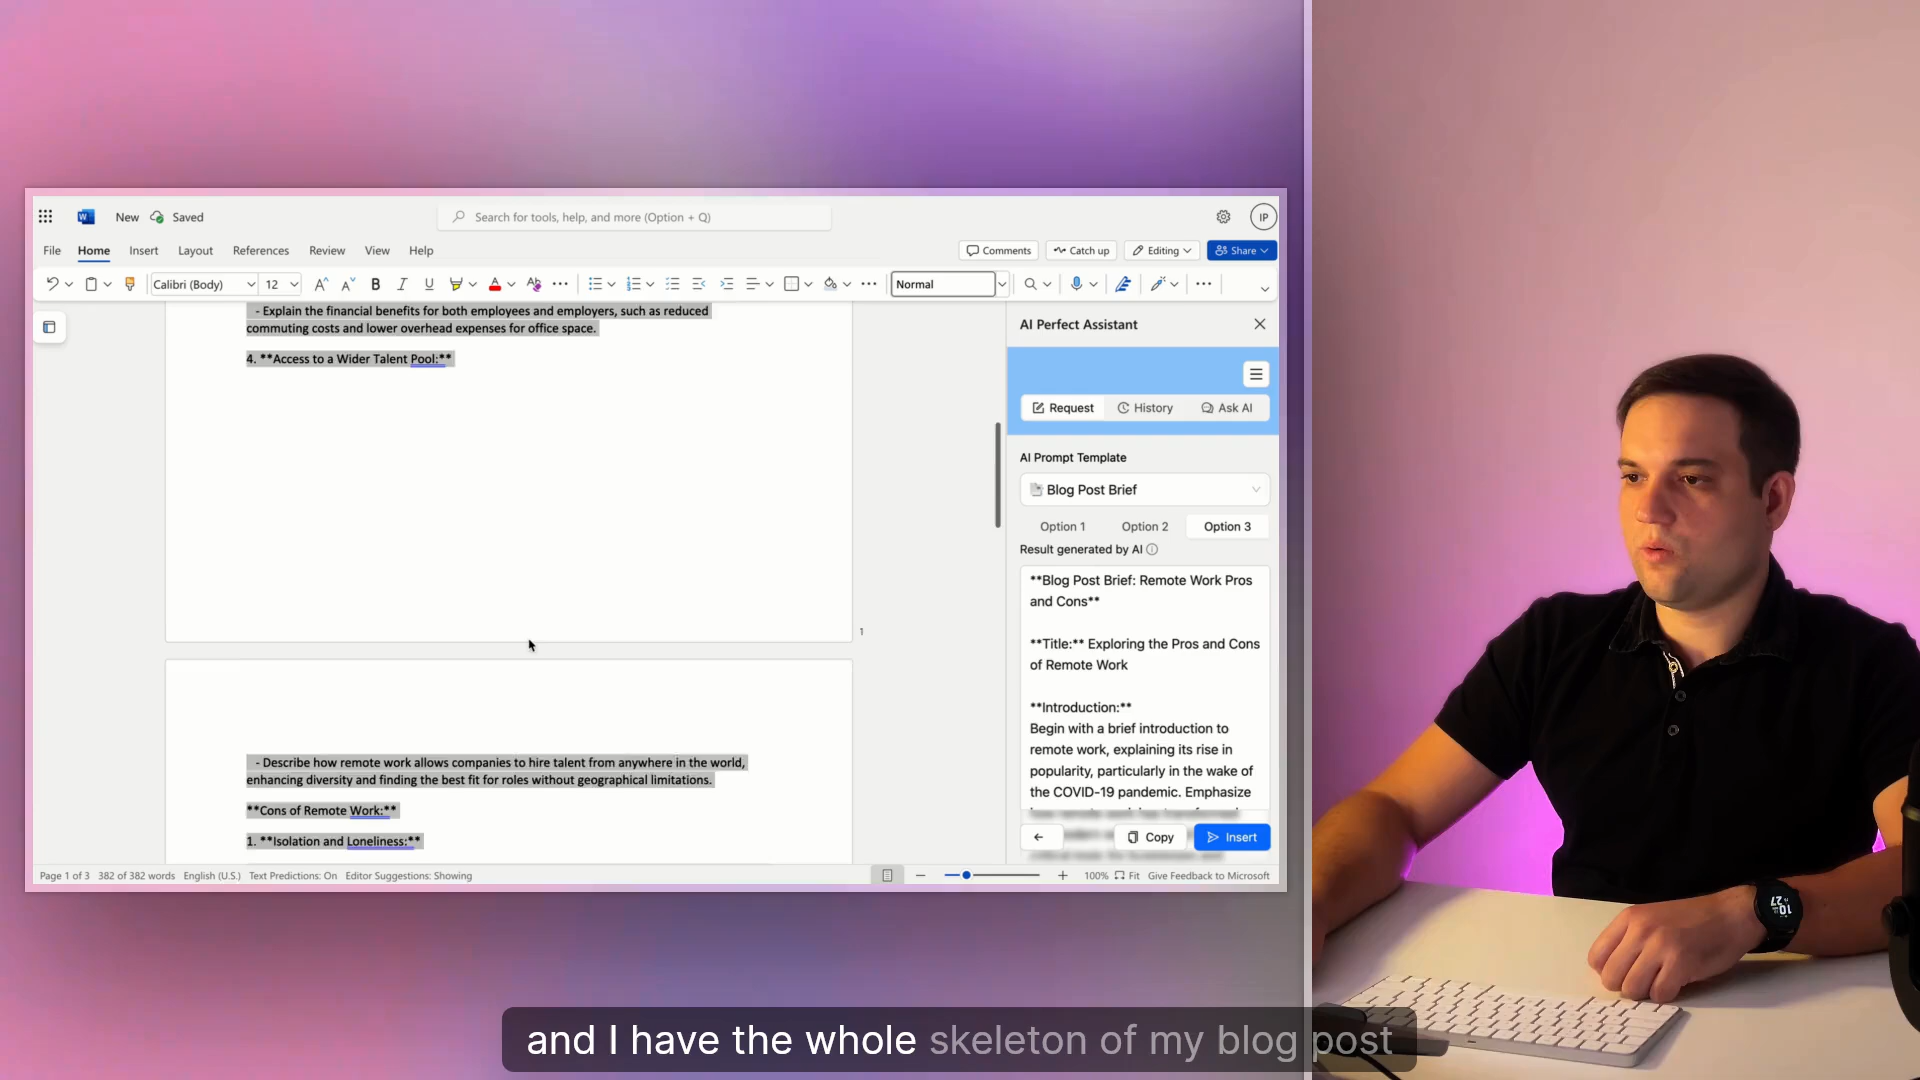 New Saved
Search for tools, help, and more (Option + Q)
IP
File Home Insert Layout References Review View Help
Comments Catch up Editing Share
Calibri (Body) 12 Normal
- Explain the financial benefits for both employees and employers, such as reduced
commuting costs and lower overhead expenses for office space.
4. **Access to a Wider Talent Pool:**
1
- Describe how remote work allows companies to hire talent from anywhere in the world,
enhancing diversity and finding the best fit for roles without geographical limitations.
**Cons of Remote Work:**
1. **Isolation and Loneliness:**
AI Perfect Assistant
Request History Ask AI
AI Prompt Template
Blog Post Brief
Option 1 Option 2 Option 3
Result generated by AI
**Blog Post Brief: Remote Work Pros
and Cons**
**Title:** Exploring the Pros and Cons
of Remote Work
**Introduction:**
Begin with a brief introduction to
remote work, explaining its rise in
popularity, particularly in the wake of
the COVID-19 pandemic. Emphasize
Copy Insert
Page 1 of 3 382 of 382 words English (U.S.) Text Predictions: On Editor Suggestions: Showing
100% Fit Give Feedback to Microsoft
10
27
and I have the whole skeleton of my blog post